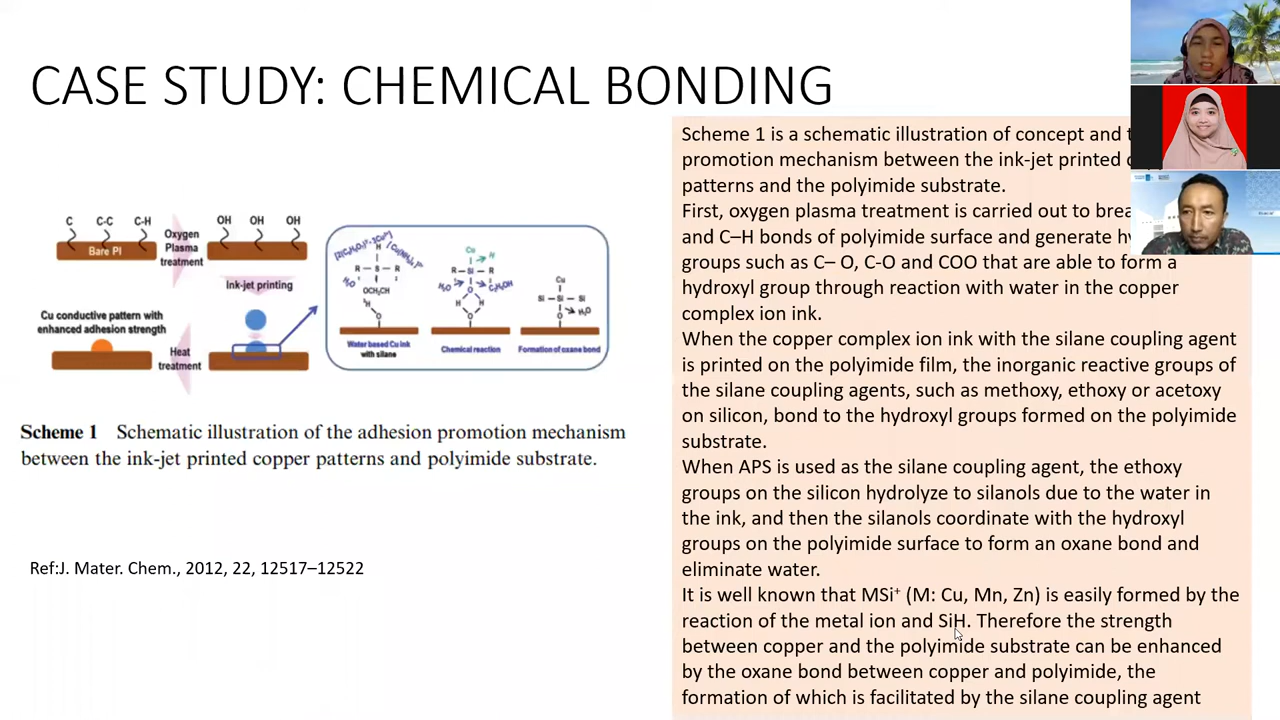 CASE STUDY: CHEMICAL BONDING
C C-C C-H
OH OH OH
Bare PI
Oxygen
Plasma
treatment
Ink-jet printing
Cu conductive pattern with
enhanced adhesion strength
Heat
treatment
H
R S R
H₂O
OCH₂CH
H
O
Water based Cu ink
with silane
Cu H
R Si R
H₂O O C₂H₅OH
H H
O
Chemical reaction
Cu
Si Si Si
O H₂O
Formation of oxane bond
Scheme 1 Schematic illustration of the adhesion promotion mechanism
between the ink-jet printed copper patterns and polyimide substrate.
Ref:J. Mater. Chem., 2012, 22, 12517–12522
Scheme 1 is a schematic illustration of concept and
promotion mechanism between the ink-jet printed
patterns and the polyimide substrate.
First, oxygen plasma treatment is carried out to
and C–H bonds of polyimide surface and generate
groups such as C– O, C-O and COO that are able to form a
hydroxyl group through reaction with water in the copper
complex ion ink.
When the copper complex ion ink with the silane coupling agent
is printed on the polyimide film, the inorganic reactive groups of
the silane coupling agents, such as methoxy, ethoxy or acetoxy
on silicon, bond to the hydroxyl groups formed on the polyimide
substrate.
When APS is used as the silane coupling agent, the ethoxy
groups on the silicon hydrolyze to silanols due to the water in
the ink, and then the silanols coordinate with the hydroxyl
groups on the polyimide surface to form an oxane bond and
eliminate water.
It is well known that MSi⁺ (M: Cu, Mn, Zn) is easily formed by the
reaction of the metal ion and SiH. Therefore the strength
between copper and the polyimide substrate can be enhanced
by the oxane bond between copper and polyimide, the
formation of which is facilitated by the silane coupling agent